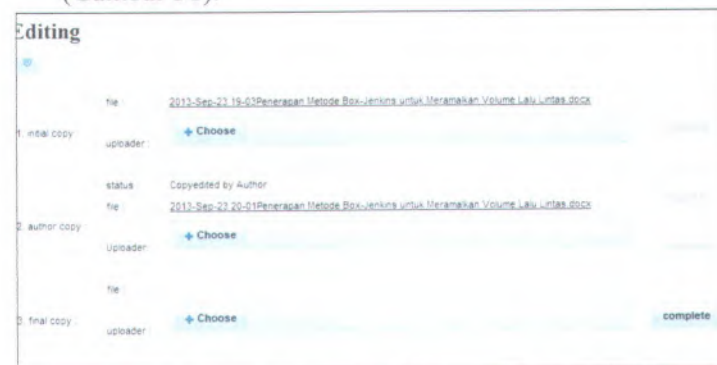 Editing
file :
2013-Sep-23 19-03Penerapan Metode Box-Jenkins untuk Meramalkan Volume Lalu Lintas.docx
1. initial copy
uploader :
+ Choose
status
Copyedited by Author
file :
2013-Sep-23 20-01Penerapan Metode Box-Jenkins untuk Meramalkan Volume Lalu Lintas.docx
2. author copy
Uploader
+ Choose
file :
3. final copy :
uploader :
+ Choose
complete